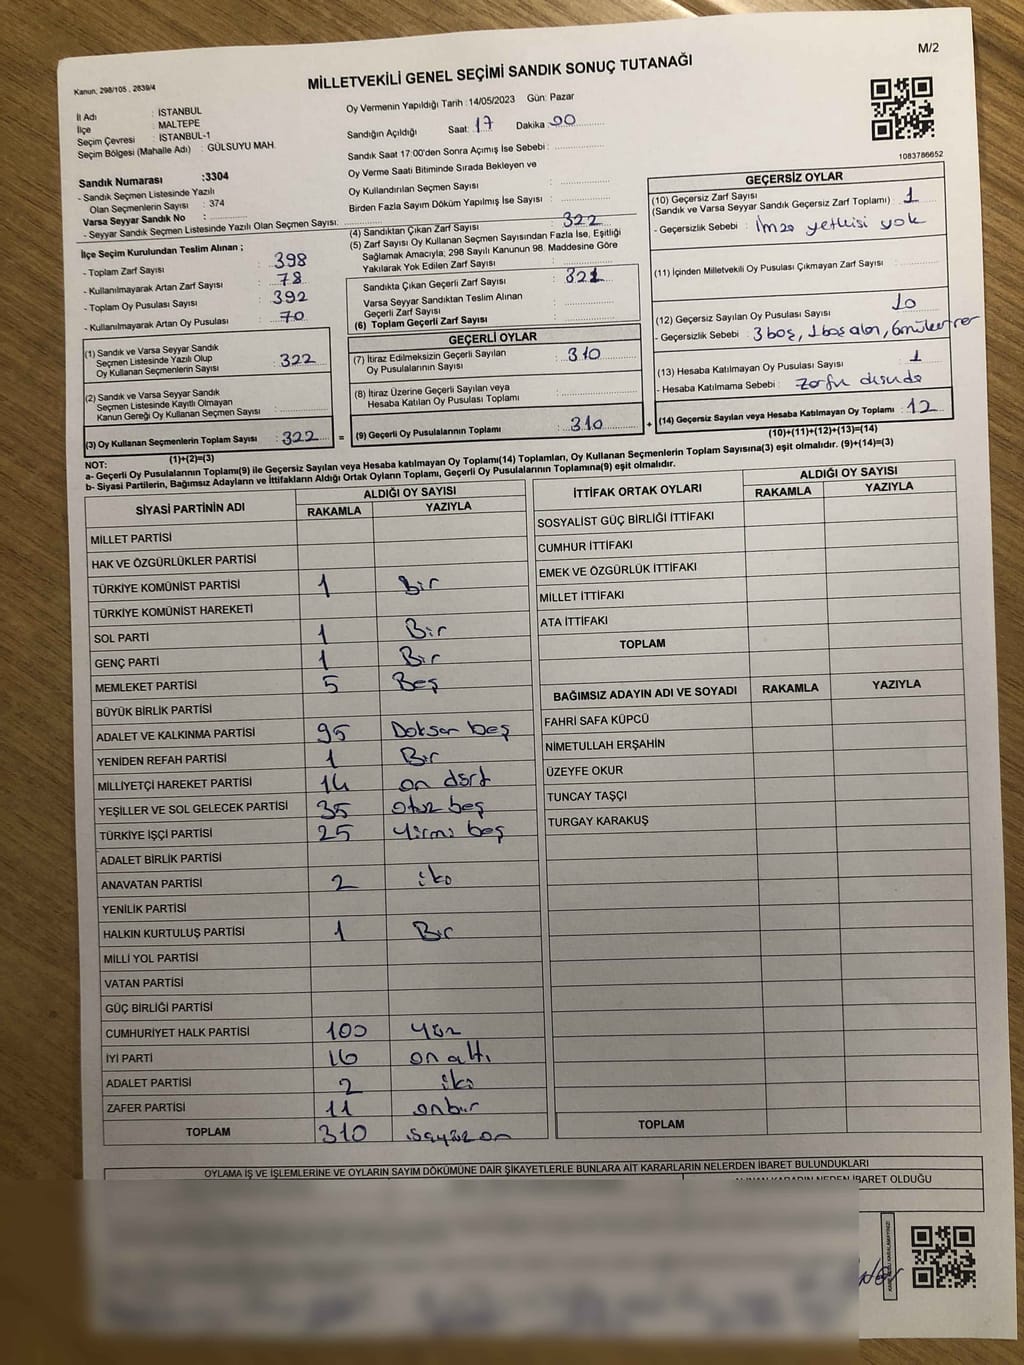 M/2
Kanun, 298/105 , 2839/4
MİLLETVEKİLİ GENEL SEÇİMİ SANDIK SONUÇ TUTANAĞI
İl Adı : İSTANBUL
İlçe : MALTEPE
Seçim Çevresi : İSTANBUL-1
Seçim Bölgesi (Mahalle Adı) : GÜLSUYU MAH.
Sandık Numarası :3304
- Sandık Seçmen Listesinde Yazılı
Olan Seçmenlerin Sayısı : 374
Varsa Seyyar Sandık No :
- Seyyar Sandık Seçmen Listesinde Yazılı Olan Seçmen Sayısı:
İlçe Seçim Kurulundan Teslim Alınan ;
- Toplam Zarf Sayısı : 398
- Kullanılmayarak Artan Zarf Sayısı : 78
- Toplam Oy Pusulası Sayısı : 392
- Kullanılmayarak Artan Oy Pusulası : 70
(1) Sandık ve Varsa Seyyar Sandık
Seçmen Listesinde Yazılı Olup
Oy Kullanan Seçmenlerin Sayısı : 322
(2) Sandık ve Varsa Seyyar Sandık
Seçmen Listesinde Kayıtlı Olmayan
Kanun Gereği Oy Kullanan Seçmen Sayısı :
(3) Oy Kullanan Seçmenlerin Toplam Sayısı : 322 =
(1)+(2)=(3)
Oy Vermenin Yapıldığı Tarih : 14/05/2023 Gün: Pazar
Sandığın Açıldığı Saat: 17 Dakika: 00
Sandık Saat 17:00'den Sonra Açımış İse Sebebi :
Oy Verme Saati Bitiminde Sırada Bekleyen ve
Oy Kullandırılan Seçmen Sayısı :
Birden Fazla Sayım Döküm Yapılmış İse Sayısı :
(4) Sandıktan Çıkan Zarf Sayısı : 322
(5) Zarf Sayısı Oy Kullanan Seçmen Sayısından Fazla İse, Eşitliği
Sağlamak Amacıyla; 298 Sayılı Kanunun 98. Maddesine Göre
Yakılarak Yok Edilen Zarf Sayısı :
Sandıkta Çıkan Geçerli Zarf Sayısı : 321
Varsa Seyyar Sandıktan Teslim Alınan
Geçerli Zarf Sayısı :
(6) Toplam Geçerli Zarf Sayısı :
GEÇERLİ OYLAR
(7) İtiraz Edilmeksizin Geçerli Sayılan
Oy Pusulalarının Sayısı : 310
(8) İtiraz Üzerine Geçerli Sayılan veya
Hesaba Katılan Oy Pusulası Toplamı :
(9) Geçerli Oy Pusulalarının Toplamı : 310 +
1083786652
GEÇERSİZ OYLAR
(10) Geçersiz Zarf Sayısı : 1
(Sandık ve Varsa Seyyar Sandık Geçersiz Zarf Toplamı)
- Geçersizlik Sebebi : imza yetkisi yok
(11) İçinden Milletvekili Oy Pusulası Çıkmayan Zarf Sayısı :
(12) Geçersiz Sayılan Oy Pusulası Sayısı : 10
- Geçersizlik Sebebi : 3 boş, 1 boş alan, 6 mükerrer
(13) Hesaba Katılmayan Oy Pusulası Sayısı : 1
- Hesaba Katılmama Sebebi : zarfın dışında
(14) Geçersiz Sayılan veya Hesaba Katılmayan Oy Toplamı : 12
(10)+(11)+(12)+(13)=(14)
NOT:
a- Geçerli Oy Pusulalarının Toplamı(9) ile Geçersiz Sayılan veya Hesaba katılmayan Oy Toplamı(14) Toplamları, Oy Kullanan Seçmenlerin Toplam Sayısına(3) eşit olmalıdır. (9)+(14)=(3)
b- Siyasi Partilerin, Bağımsız Adayların ve İttifakların Aldığı Ortak Oyların Toplamı, Geçerli Oy Pusulalarının Toplamına(9) eşit olmalıdır.
SİYASİ PARTİNİN ADI
ALDIĞI OY SAYISI
RAKAMLA YAZIYLA
MİLLET PARTİSİ
HAK VE ÖZGÜRLÜKLER PARTİSİ
TÜRKİYE KOMÜNİST PARTİSİ 1 Bir
TÜRKİYE KOMÜNİST HAREKETİ
SOL PARTİ 1 Bir
GENÇ PARTİ 1 Bir
MEMLEKET PARTİSİ 5 Beş
BÜYÜK BİRLİK PARTİSİ
ADALET VE KALKINMA PARTİSİ 95 Doksan beş
YENİDEN REFAH PARTİSİ 1 Bir
MİLLİYETÇİ HAREKET PARTİSİ 14 on dört
YEŞİLLER VE SOL GELECEK PARTİSİ 35 otuz beş
TÜRKİYE İŞÇİ PARTİSİ 25 Yirmi beş
ADALET BİRLİK PARTİSİ
ANAVATAN PARTİSİ 2 iki
YENİLİK PARTİSİ
HALKIN KURTULUŞ PARTİSİ 1 Bir
MİLLİ YOL PARTİSİ
VATAN PARTİSİ
GÜÇ BİRLİĞİ PARTİSİ
CUMHURİYET HALK PARTİSİ 100 Yüz
İYİ PARTİ 16 on altı
ADALET PARTİSİ 2 iki
ZAFER PARTİSİ 11 onbir
TOPLAM 310 üçyüz on
İTTİFAK ORTAK OYLARI
ALDIĞI OY SAYISI
RAKAMLA YAZIYLA
SOSYALİST GÜÇ BİRLİĞİ İTTİFAKI
CUMHUR İTTİFAKI
EMEK VE ÖZGÜRLÜK İTTİFAKI
MİLLET İTTİFAKI
ATA İTTİFAKI
TOPLAM
BAĞIMSIZ ADAYIN ADI VE SOYADI RAKAMLA YAZIYLA
FAHRİ SAFA KÜPCÜ
NİMETULLAH ERŞAHİN
ÜZEYFE OKUR
TUNCAY TAŞÇI
TURGAY KARAKUŞ
TOPLAM
OYLAMA İŞ VE İŞLEMLERİNE VE OYLARIN SAYIM DÖKÜMÜNE DAİR ŞİKAYETLERLE BUNLARA AİT KARARLARIN NELERDEN İBARET BULUNDUKLARI
ALINAN KARARIN NEDEN İBARET OLDUĞU